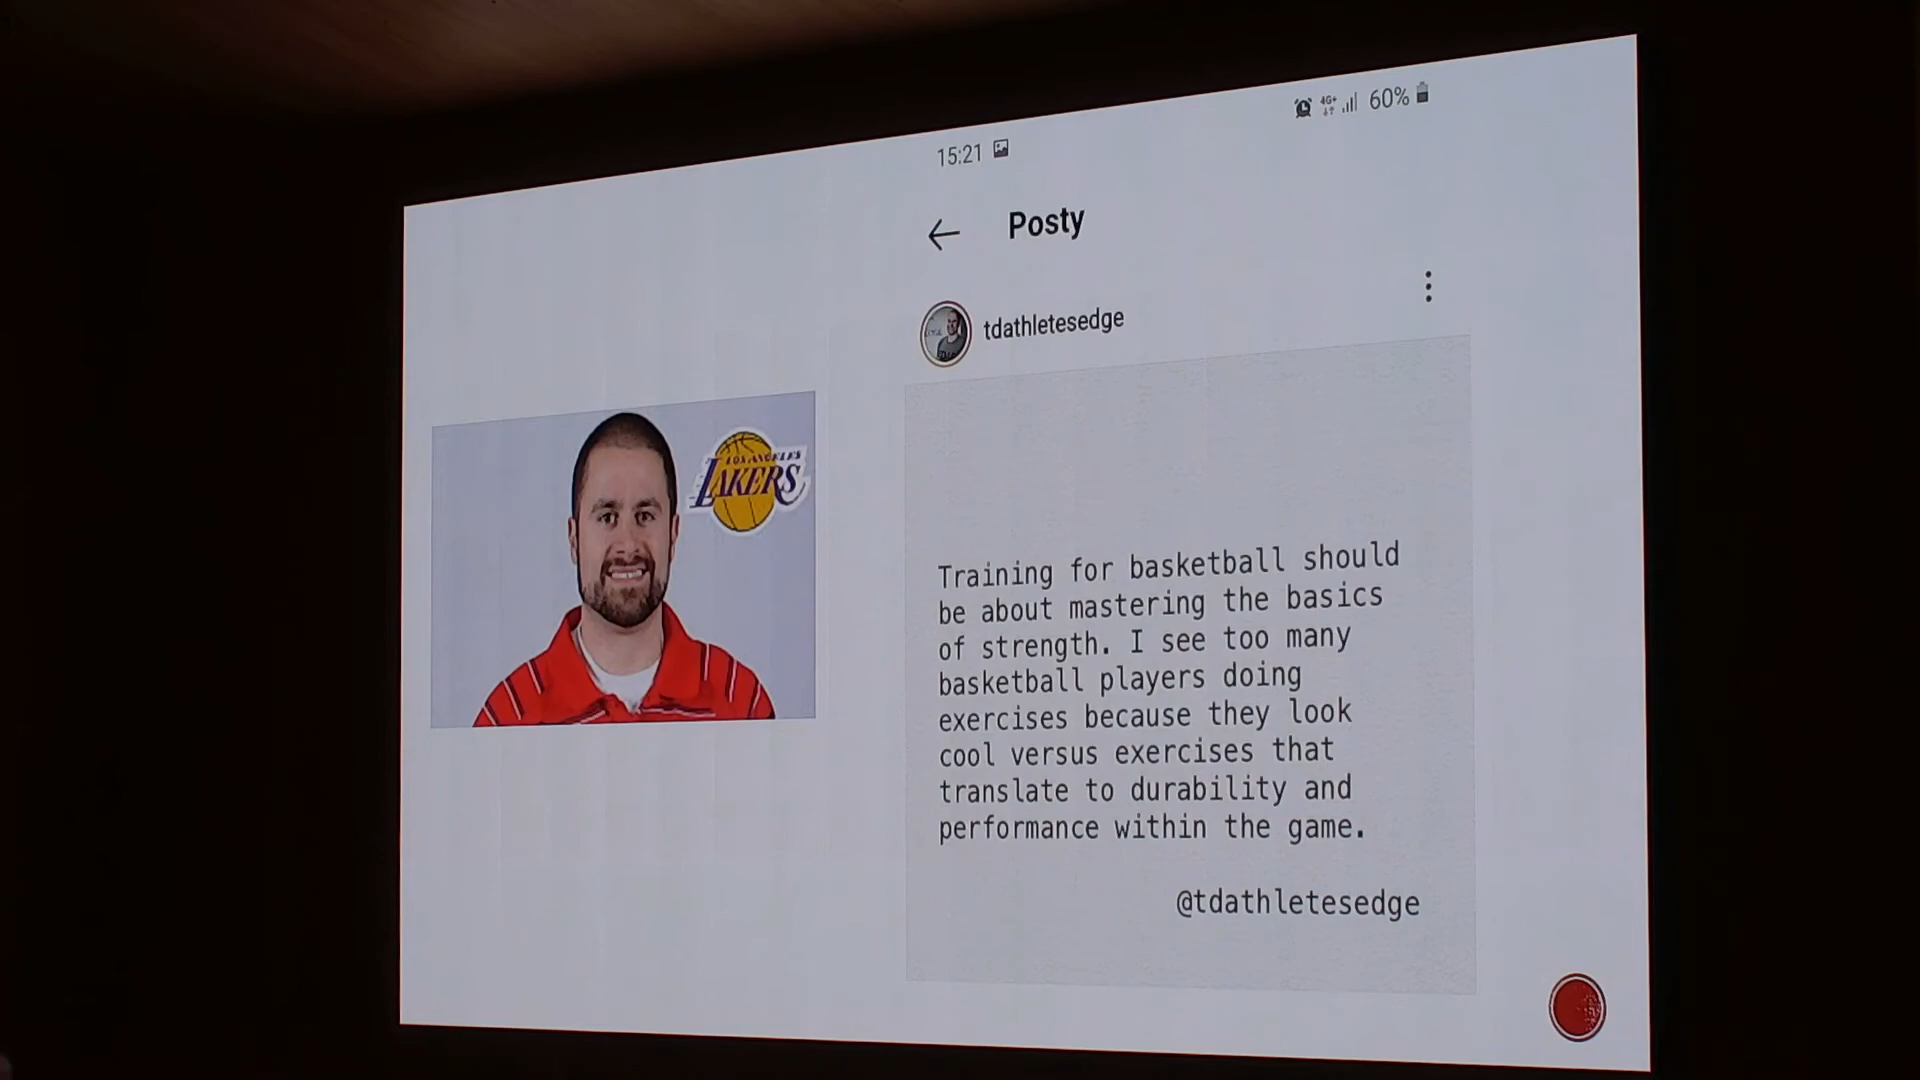 15:21
4G+ 60%
Posty
tdathletesedge
LOS ANGELES
LAKERS
Training for basketball should
be about mastering the basics
of strength. I see too many
basketball players doing
exercises because they look
cool versus exercises that
translate to durability and
performance within the game.
@tdathletesedge